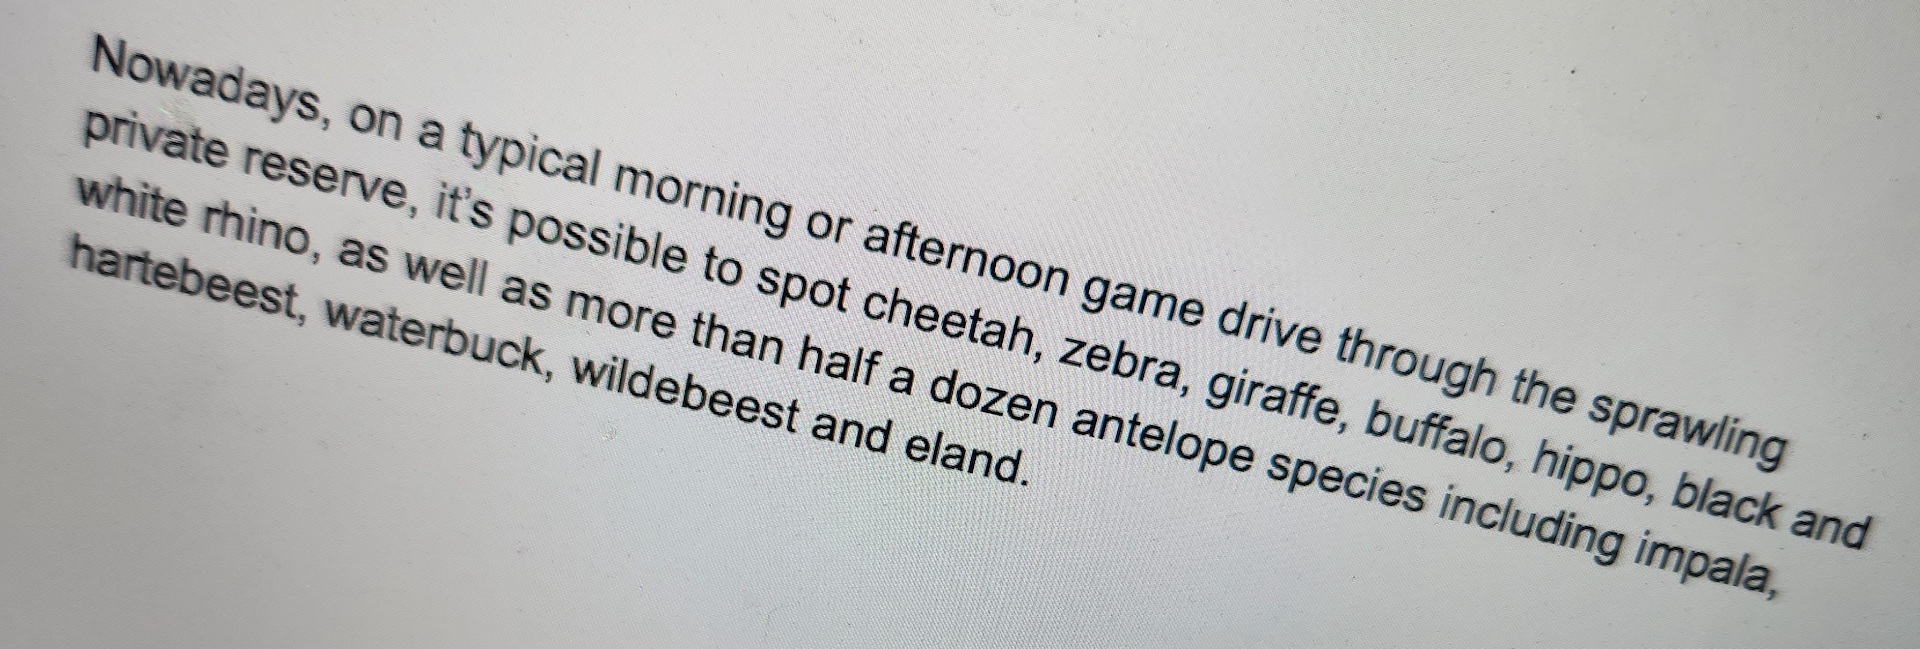 Nowadays, on a typical morning or afternoon game drive through the sprawling
private reserve, it's possible to spot cheetah, zebra, giraffe, buffalo, hippo, black and
white rhino, as well as more than half a dozen antelope species including impala,
hartebeest, waterbuck, wildebeest and eland.